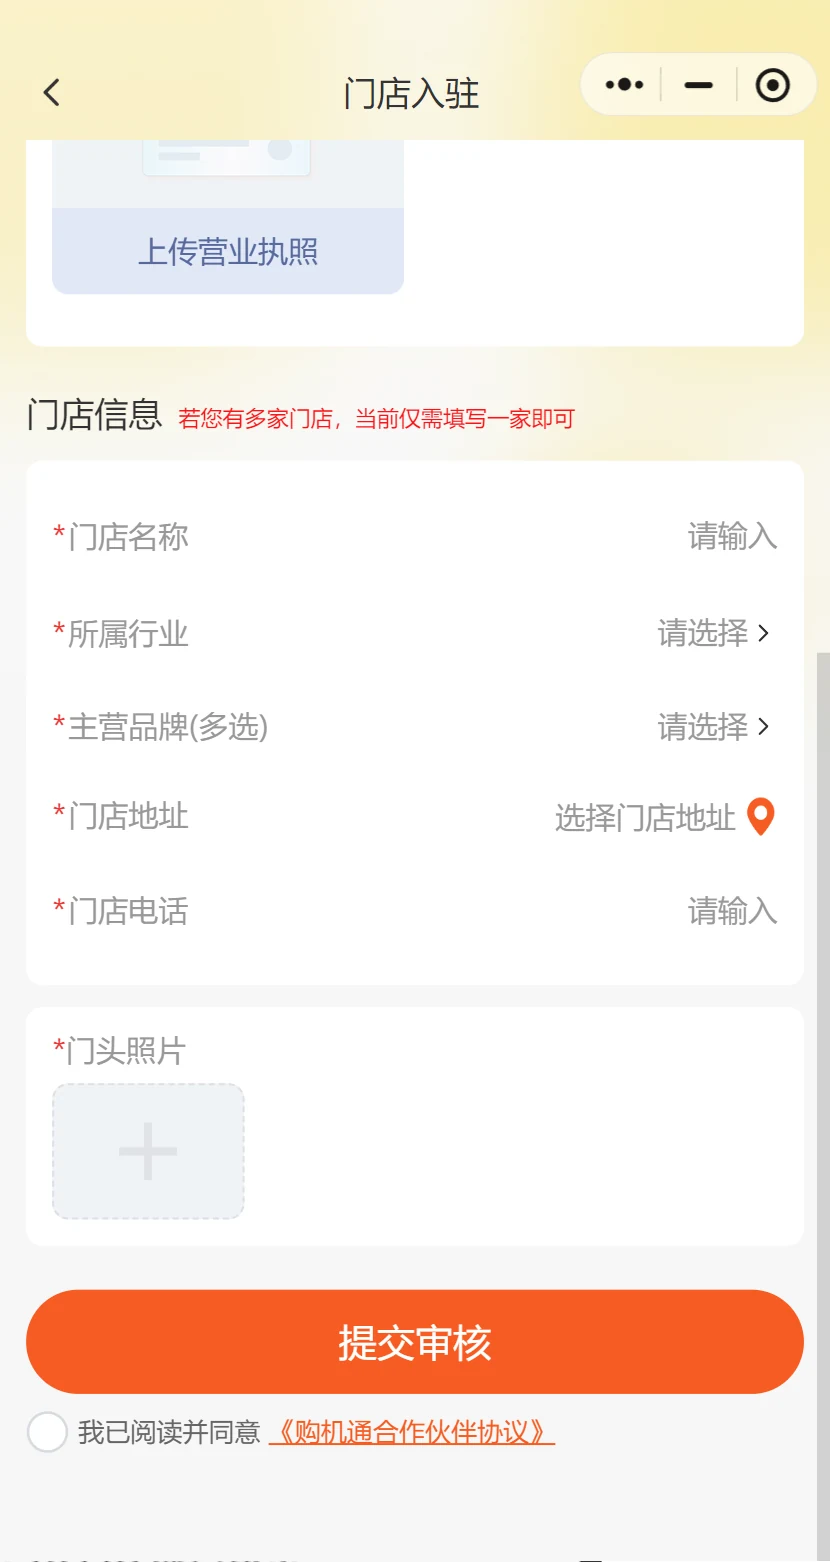 门店入驻
上传营业执照
门店信息 若您有多家门店，当前仅需填写一家即可
*门店名称 请输入
*所属行业 请选择
*主营品牌(多选) 请选择
*门店地址 选择门店地址
*门店电话 请输入
*门头照片
提交审核
我已阅读并同意 《购机通合作伙伴协议》